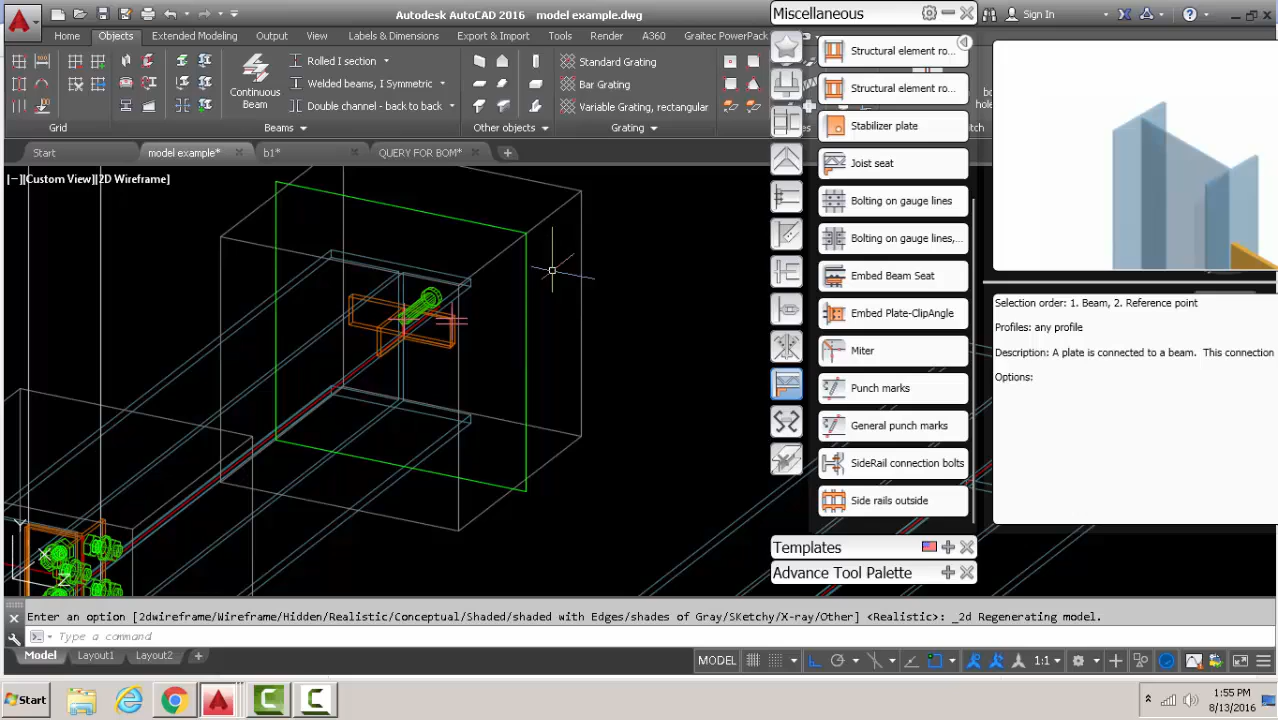 Autodesk AutoCAD 201
model example.dwg
Miscellaneous
Sign In
Home
Objects
Extended Modeling
Output
View
Labels & Dimensions
Export & Import
Tools
Render
A360
Graitec PowerPack
Rolled I section
Welded beams, I Symmetric
Double channel - back to back
Continuous
beam
Standard Grating
Bar Grating
Variable Grating, rectangular
Grid
Beams
Other objects
Grating
Start
model example*
b1*
QUERY FOR BOM*
[−][Custom View][2D Wireframe]
Structural element ro...
Structural element ro...
Stabilizer plate
Joist seat
Bolting on gauge lines
Bolting on gauge lines,...
Embed Beam Seat
Embed Plate-ClipAngle
Miter
Punch marks
General punch marks
SideRail connection bolts
Side rails outside
Templates
Advance Tool Palette
Selection order: 1. Beam, 2. Reference point
Profiles: any profile
Description: A plate is connected to a beam. This connection
Options:
Enter an option [2dwireframe/Wireframe/Hidden/Realistic/Conceptual/Shaded/shaded with Edges/shades of Gray/SKetchy/X-ray/Other] <Realistic>: _2d Regenerating model.
Type a command
Model
Layout1
Layout2
MODEL
1:1
Start
1:55 PM
8/13/2016